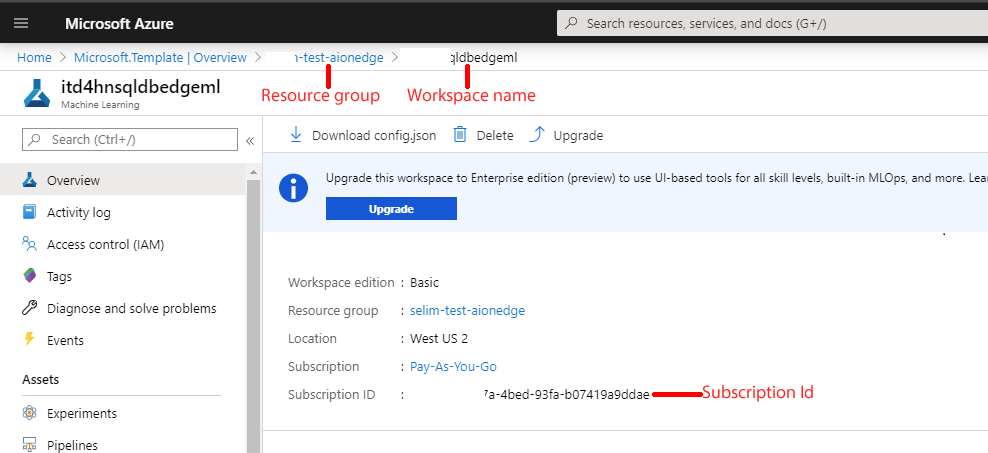 Microsoft Azure
Search resources, services, and docs (G+/)
Home > Microsoft.Template | Overview > -test-aionedge > qldbedgeml
Resource group Workspace name
itd4hnsqldbedgeml
Machine Learning
Search (Ctrl+/) «
Download config.json Delete Upgrade
Upgrade this workspace to Enterprise edition (preview) to use UI-based tools for all skill levels, built-in MLOps, and more. Lea
Upgrade
Overview
Activity log
Access control (IAM)
Tags
Diagnose and solve problems
Events
Assets
Experiments
Pipelines
Workspace edition : Basic
Resource group : selim-test-aionedge
Location : West US 2
Subscription : Pay-As-You-Go
Subscription ID : 7a-4bed-93fa-b07419a9ddae Subscription Id